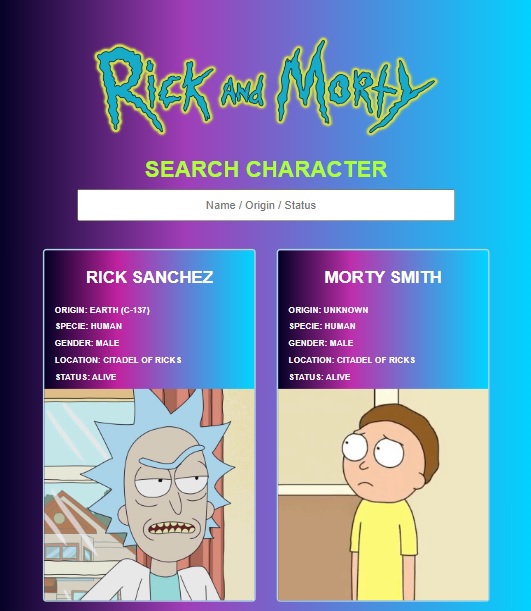 Rick and Morty
SEARCH CHARACTER
Name / Origin / Status
RICK SANCHEZ
ORIGIN: EARTH (C-137)
SPECIE: HUMAN
GENDER: MALE
LOCATION: CITADEL OF RICKS
STATUS: ALIVE
MORTY SMITH
ORIGIN: UNKNOWN
SPECIE: HUMAN
GENDER: MALE
LOCATION: CITADEL OF RICKS
STATUS: ALIVE